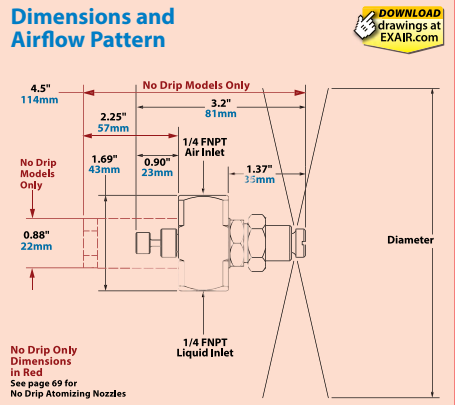 Dimensions and
Airflow Pattern
DOWNLOAD
drawings at
EXAIR.com
4.5"
114mm
No Drip Models Only
3.2"
81mm
2.25"
57mm
1/4 FNPT
Air Inlet
No Drip
Models
Only
1.69"
43mm
0.90"
23mm
1.37"
35mm
0.88"
22mm
Diameter
1/4 FNPT
Liquid Inlet
No Drip Only
Dimensions
in Red
See page 69 for
No Drip Atomizing Nozzles